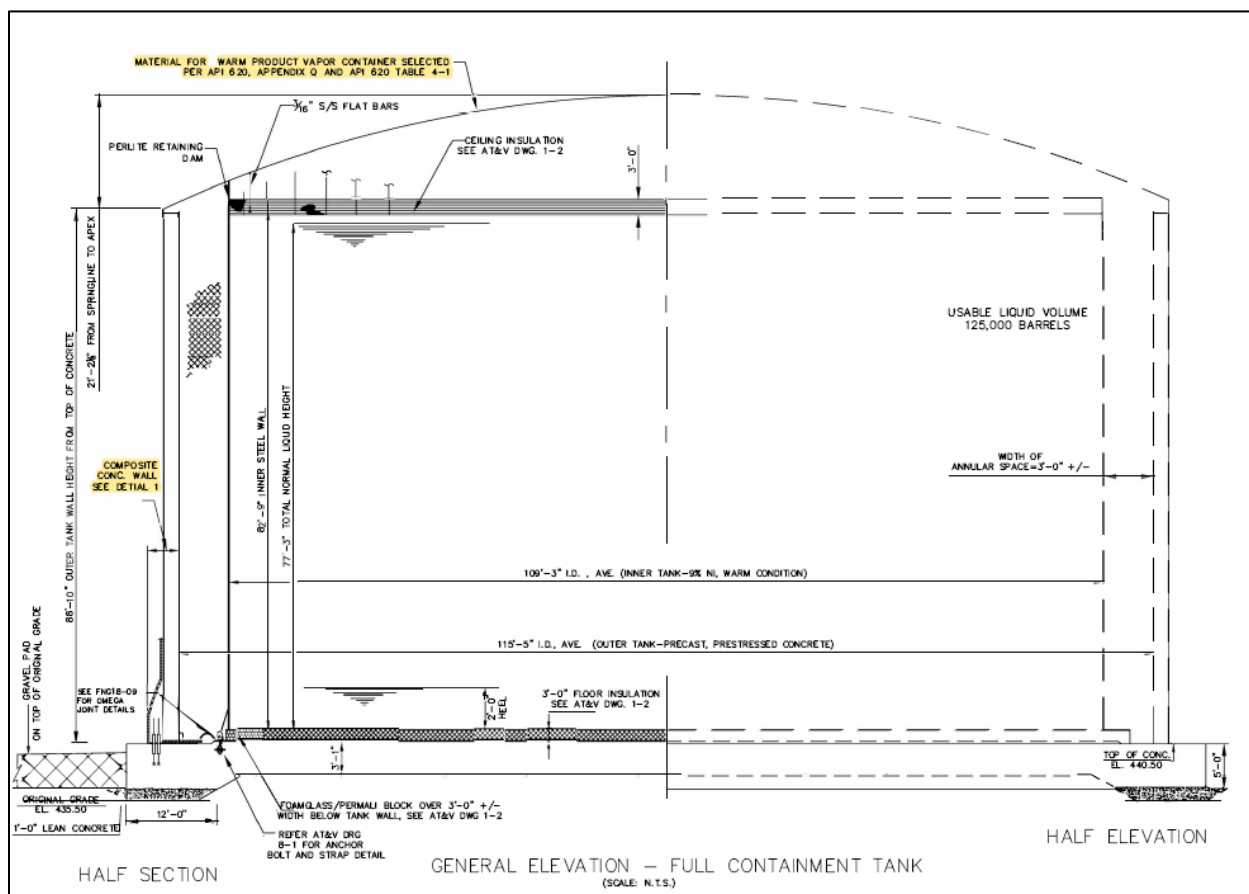 MATERIAL FOR WARM PRODUCT VAPOR CONTAINER SELECTED
PER API 620, APPENDIX Q AND API 620 TABLE 4-1
3/16" S/S FLAT BARS
PERLITE RETAINING
DAM
CEILING INSULATION
SEE AT&V DWG. 1-2
3'-0"
21'-2⅛" FROM SPRINGLINE TO APEX
USABLE LIQUID VOLUME
125,000 BARRELS
88'-10" OUTER TANK WALL HEIGHT FROM TOP OF CONCRETE
COMPOSITE
CONC. WALL
SEE DETIAL 1
82'-9" INNER STEEL WALL
77'-3" TOTAL NORMAL LIQUID HEIGHT
WIDTH OF
ANNULAR SPACE=3'-0" +/-
109'-3" I.D. , AVE. (INNER TANK-9% NI, WARM CONDITION)
115'-5" I.D., AVE. (OUTER TANK-PRECAST, PRESTRESSED CONCRETE)
GRAVEL PAD
ON TOP OF ORIGINAL GRADE
SEE FNG18-09
FOR OMEGA
JOINT DETAILS
2'-0"
HEEL
3'-0" FLOOR INSULATION
SEE AT&V DWG. 1-2
3'-1"
TOP OF CONC.
EL. 440.50
5'-0"
ORIGINAL GRADE
EL. 435.50
12'-0"
1'-0" LEAN CONCRETE
FOAMGLASS/PERMALI BLOCK OVER 3'-0" +/-
WIDTH BELOW TANK WALL, SEE AT&V DWG 1-2
REFER AT&V DRG
8-1 FOR ANCHOR
BOLT AND STRAP DETAIL
HALF SECTION
GENERAL ELEVATION - FULL CONTAINMENT TANK
(SCALE: N.T.S.)
HALF ELEVATION